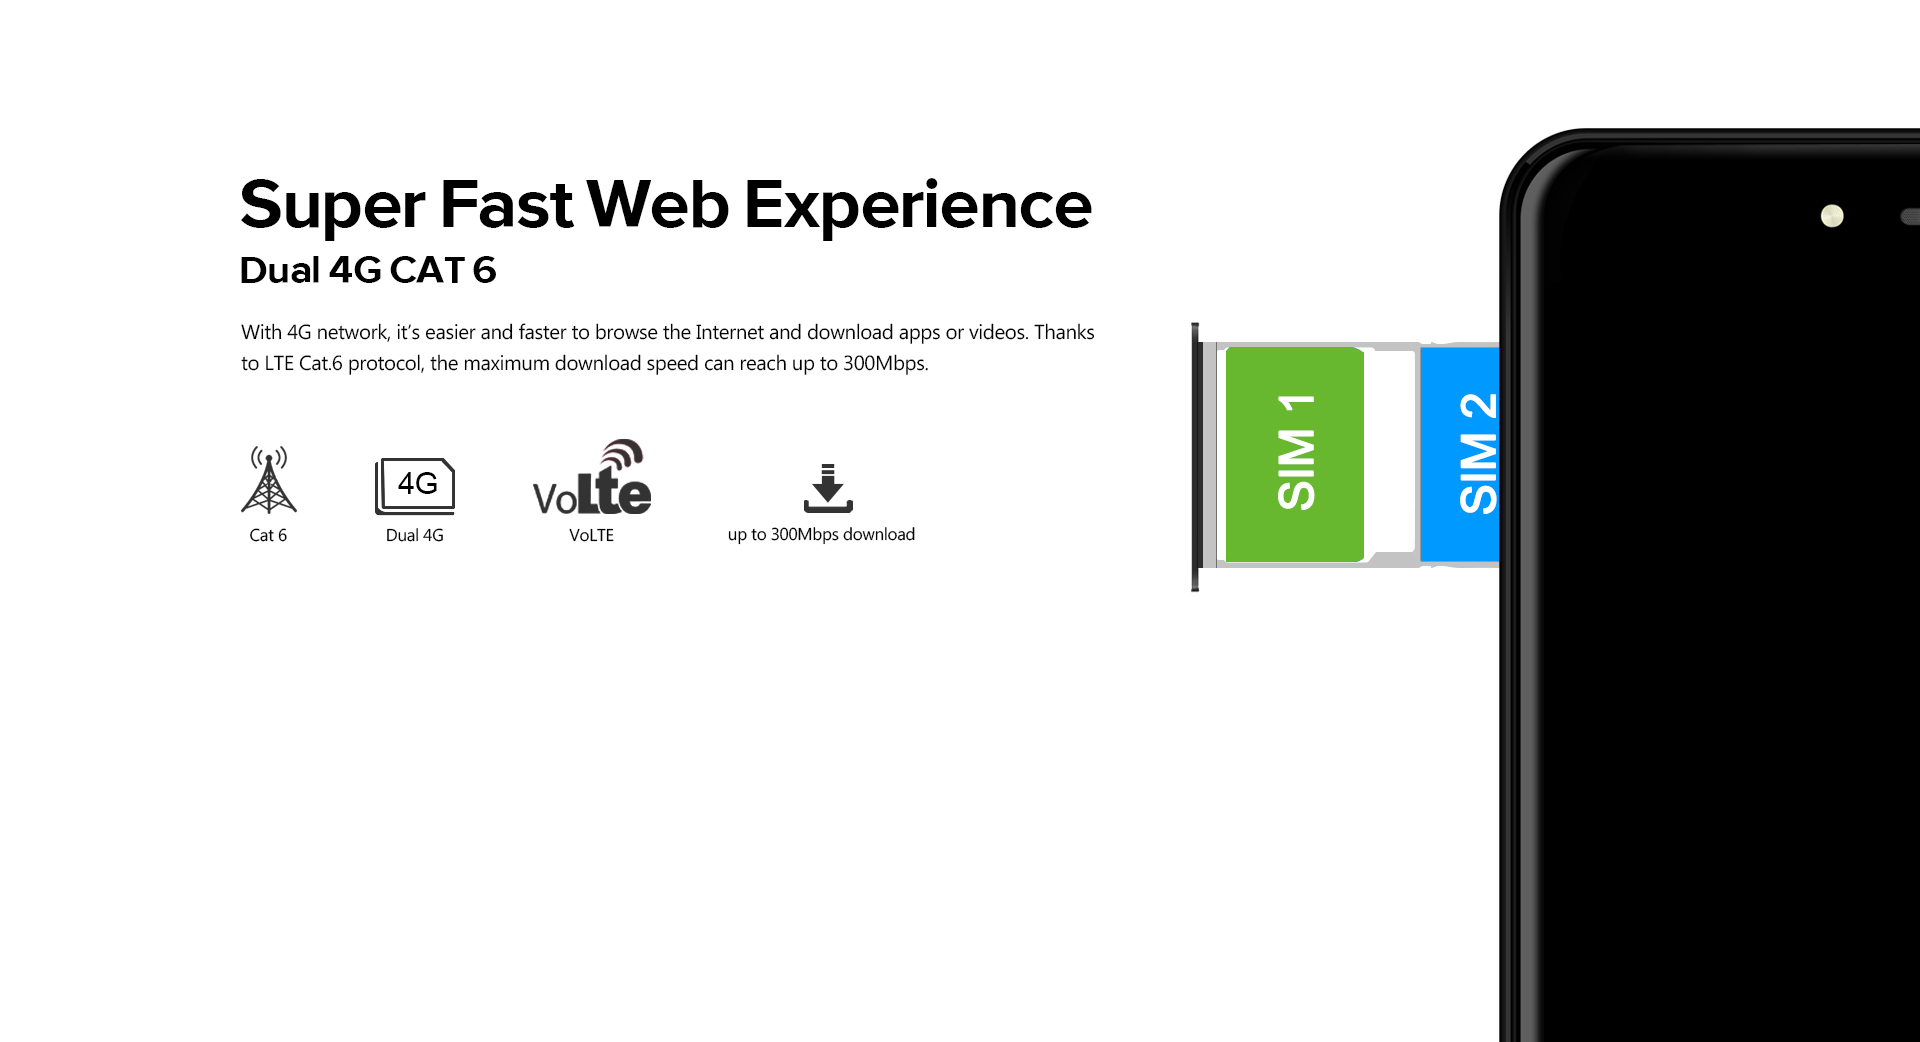 Super Fast Web Experience
Dual 4G CAT 6
With 4G network, it's easier and faster to browse the Internet and download apps or videos. Thanks
to LTE Cat.6 protocol, the maximum download speed can reach up to 300Mbps.
4G
VoLte
Cat 6
Dual 4G
VoLTE
up to 300Mbps download
SIM 1
SIM 2